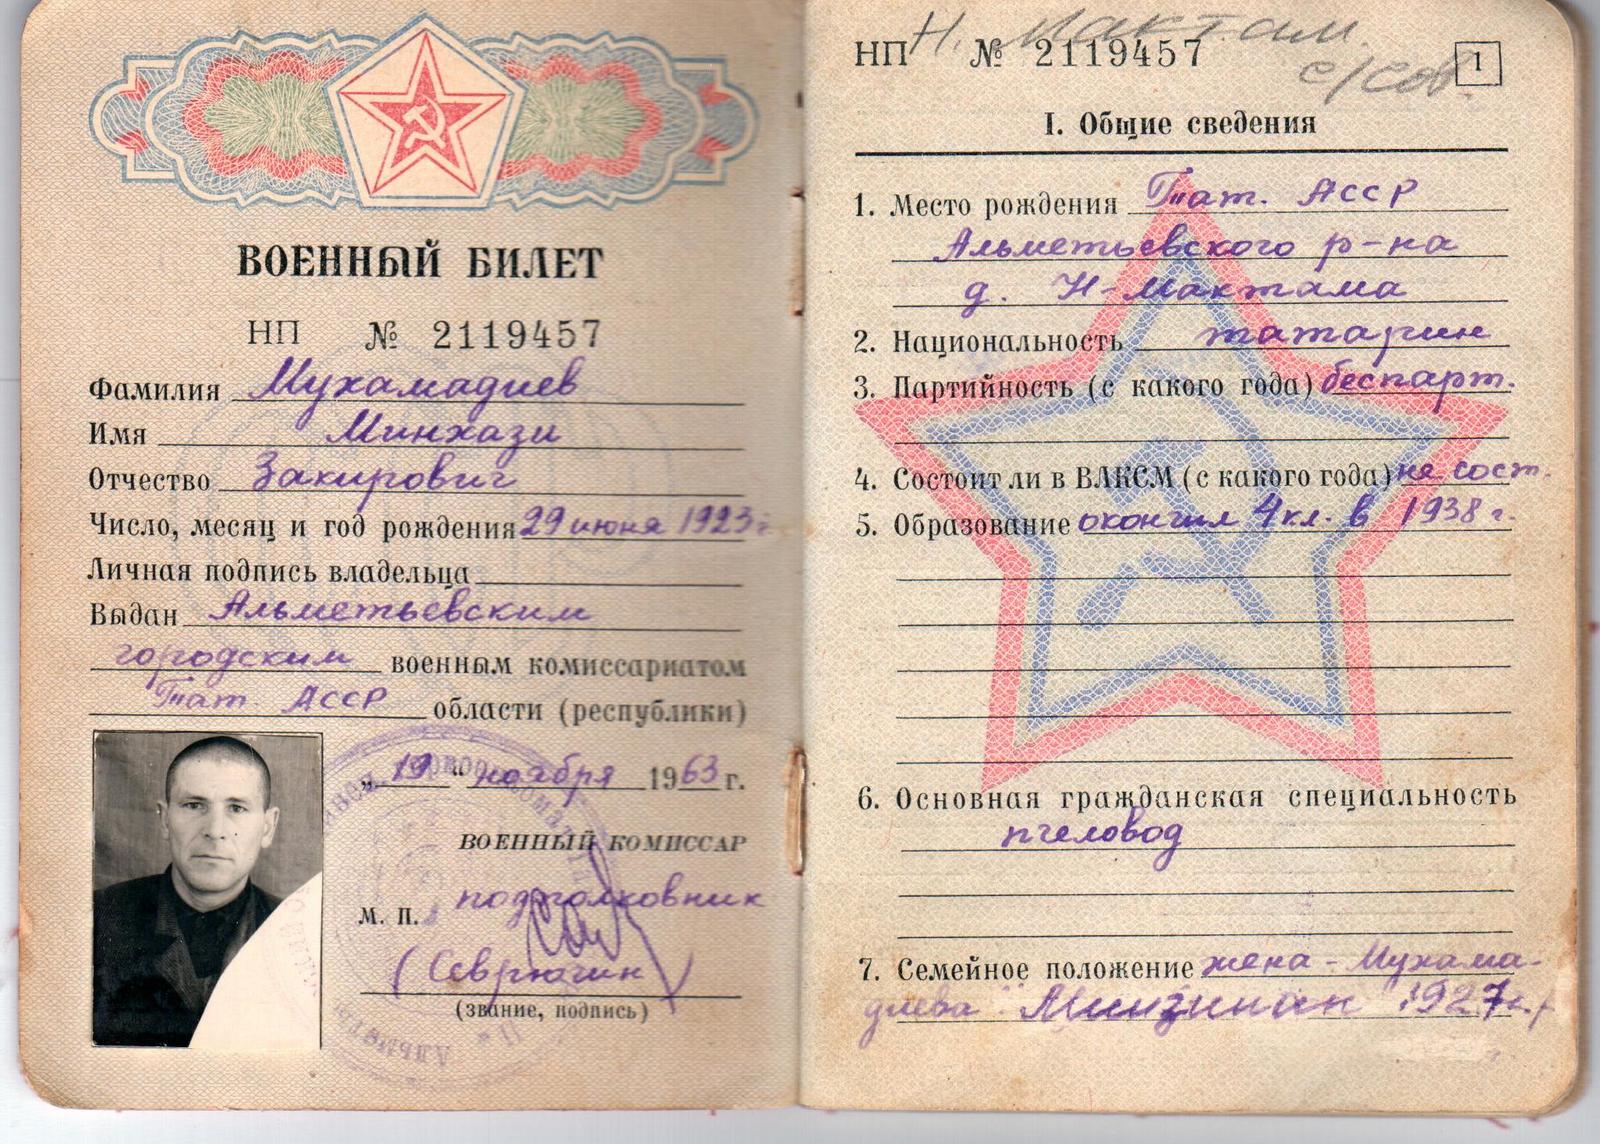 ВОЕННЫЙ БИЛЕТ
НП № 2119457
Фамилия Мухамадиев
Имя Минхази
Отчество Закирович
Число, месяц и год рождения 29 июня 1923 г.
Личная подпись владельца
Выдан Альметьевским
городским военным комиссариатом
Тат. АССР области (республики)
„19“ ноября 1963 г.
ВОЕННЫЙ КОМИССАР
подполковник
М. П.
(Севрюгин)
(звание, подпись)
Н. Мактам.
НП № 2119457
с/сов.
1
I. Общие сведения
1. Место рождения Тат. АССР
Альметьевского р-на
д. Н-Мактама
2. Национальность татарин
3. Партийность (с какого года) беспарт.
4. Состоит ли в ВЛКСМ (с какого года) не сост.
5. Образование окончил 4 кл. в 1938 г.
6. Основная гражданская специальность
пчеловод
7. Семейное положение жена - Мухама-
диева 1927 г.р